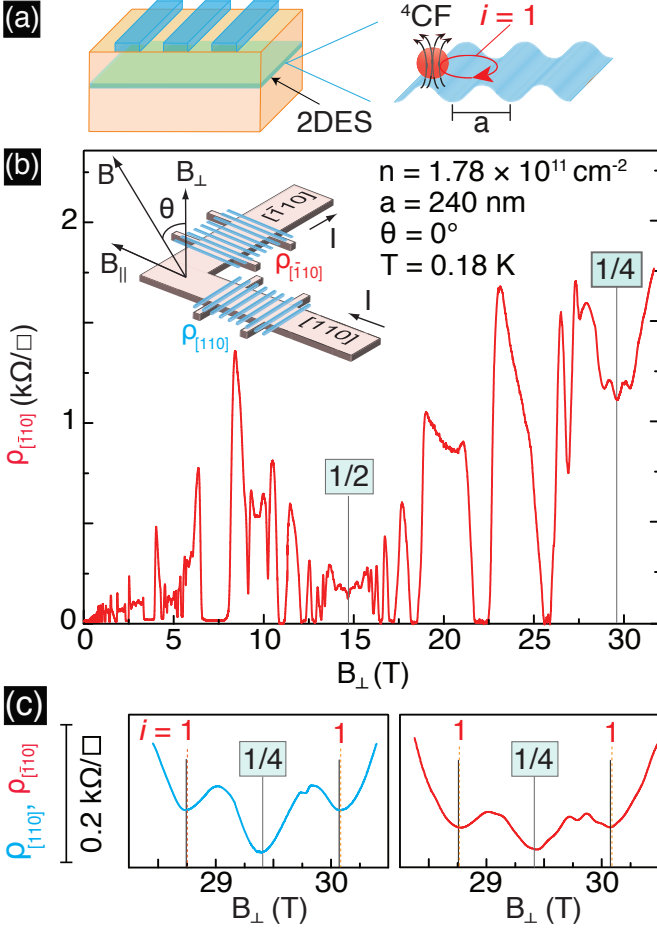 (a)
⁴CF
i = 1
2DES
a
(b)
B
B⊥
θ
B||
[1̄10]
I
ρ[1̄10]
ρ[110]
[110]
I
n = 1.78 × 10¹¹ cm⁻²
a = 240 nm
θ = 0°
T = 0.18 K
1/4
1/2
ρ[1̄10] (kΩ/□)
2
1
0
0 5 10 15 20 25 30
B⊥ (T)
(c)
ρ[110], ρ[1̄10]
0.2 kΩ/□
i = 1
1/4
1
29 30
B⊥ (T)
1
1/4
1
29 30
B⊥ (T)